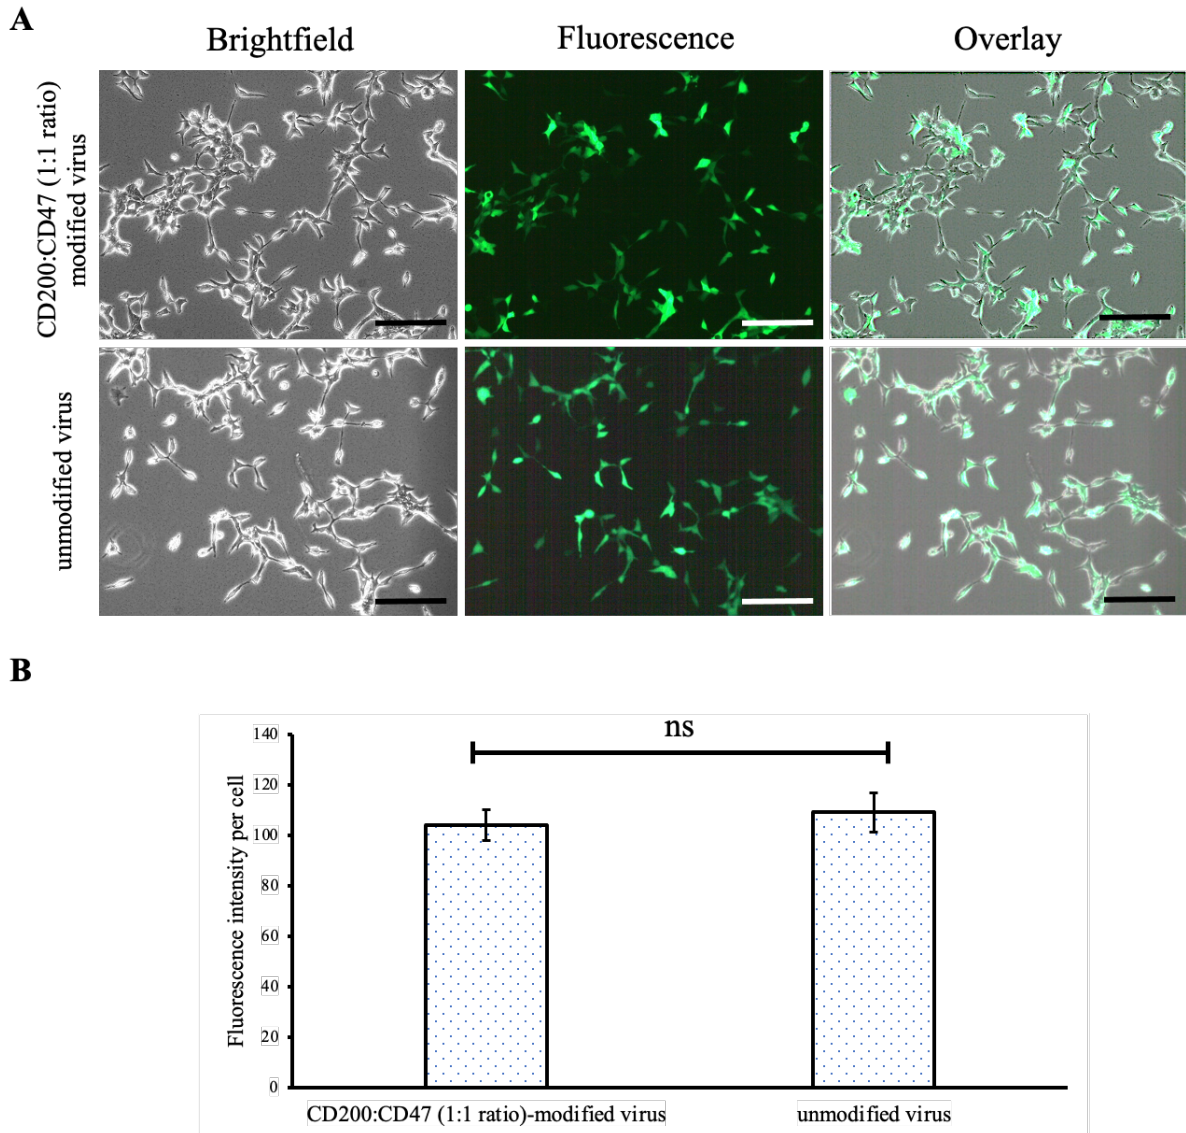 A
Brightfield
Fluorescence
Overlay
CD200:CD47 (1:1 ratio)
modified virus
unmodified virus
B
ns
Fluorescence intensity per cell
140
120
100
80
60
40
20
0
CD200:CD47 (1:1 ratio)-modified virus
unmodified virus